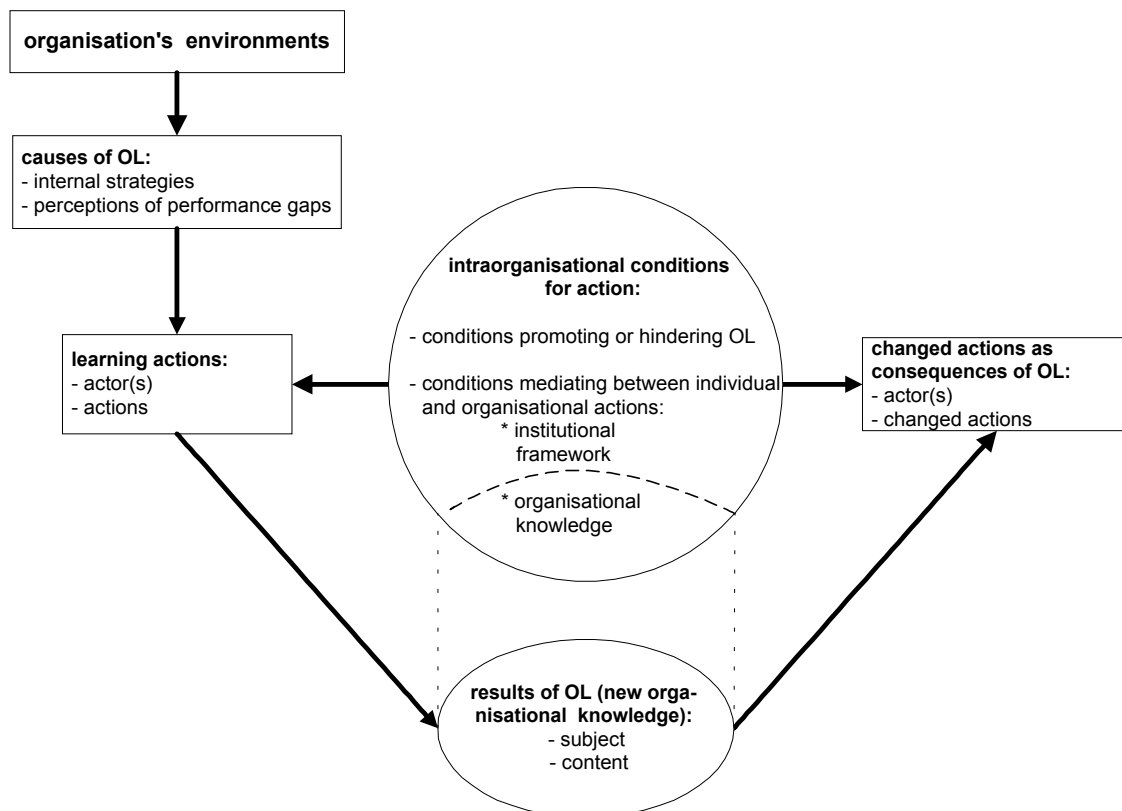 organisation's environments
causes of OL:
- internal strategies
- perceptions of performance gaps
learning actions:
- actor(s)
- actions
intraorganisational conditions
for action:
- conditions promoting or hindering OL
- conditions mediating between individual
and organisational actions:
* institutional
framework
* organisational
knowledge
changed actions as
consequences of OL:
- actor(s)
- changed actions
results of OL (new orga-
nisational knowledge):
- subject
- content